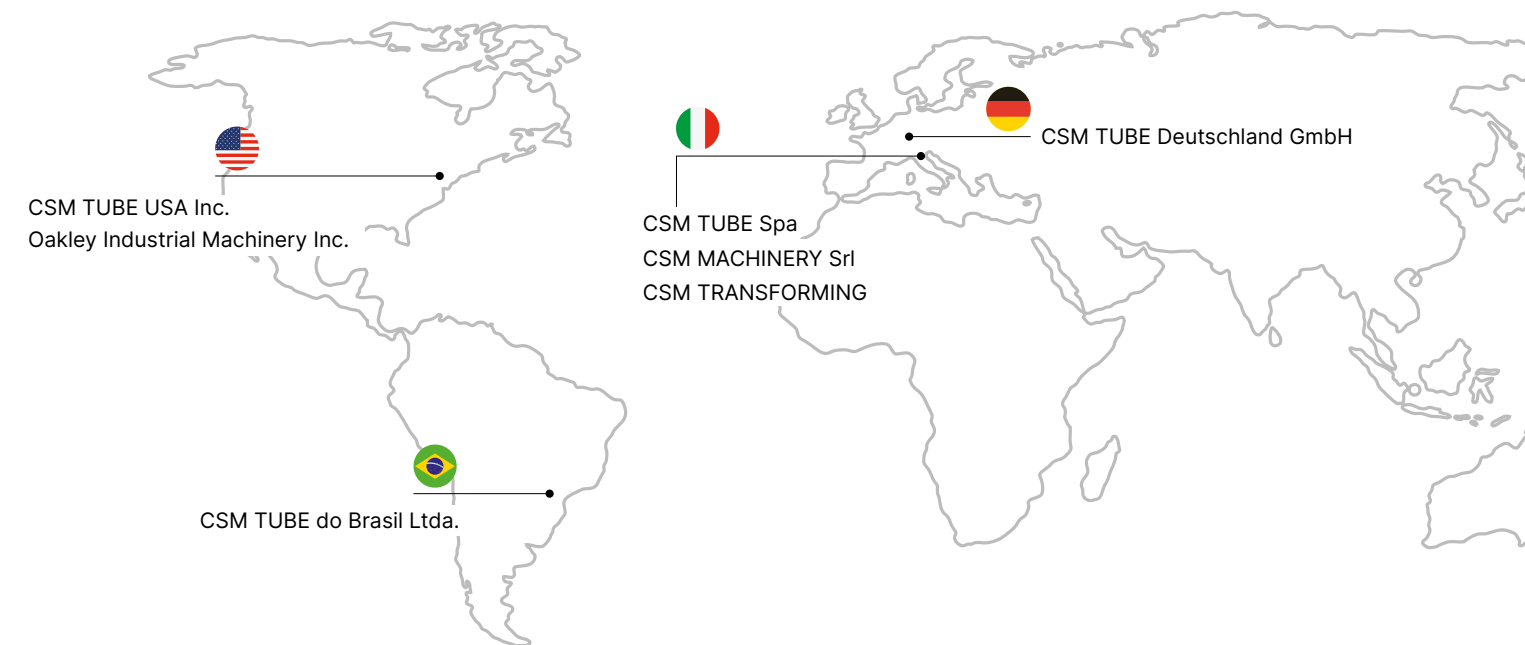 CSM TUBE USA Inc.
Oakley Industrial Machinery Inc.
CSM TUBE do Brasil Ltda.
CSM TUBE Spa
CSM MACHINERY Srl
CSM TRANSFORMING
CSM TUBE Deutschland GmbH